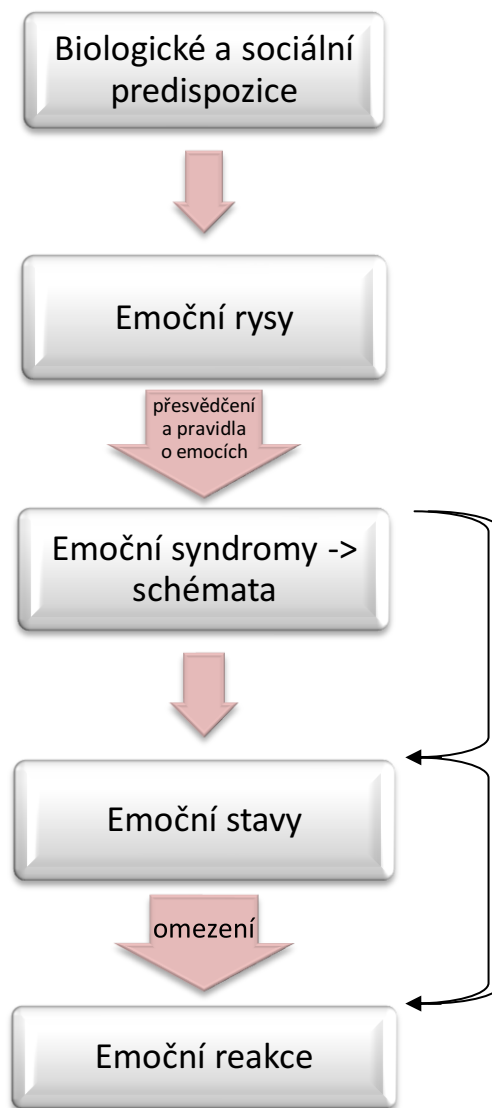 Biologické a sociální
predispozice
Emoční rysy
přesvědčení
a pravidla
o emocích
Emoční syndromy ->
schémata
Emoční stavy
omezení
Emoční reakce